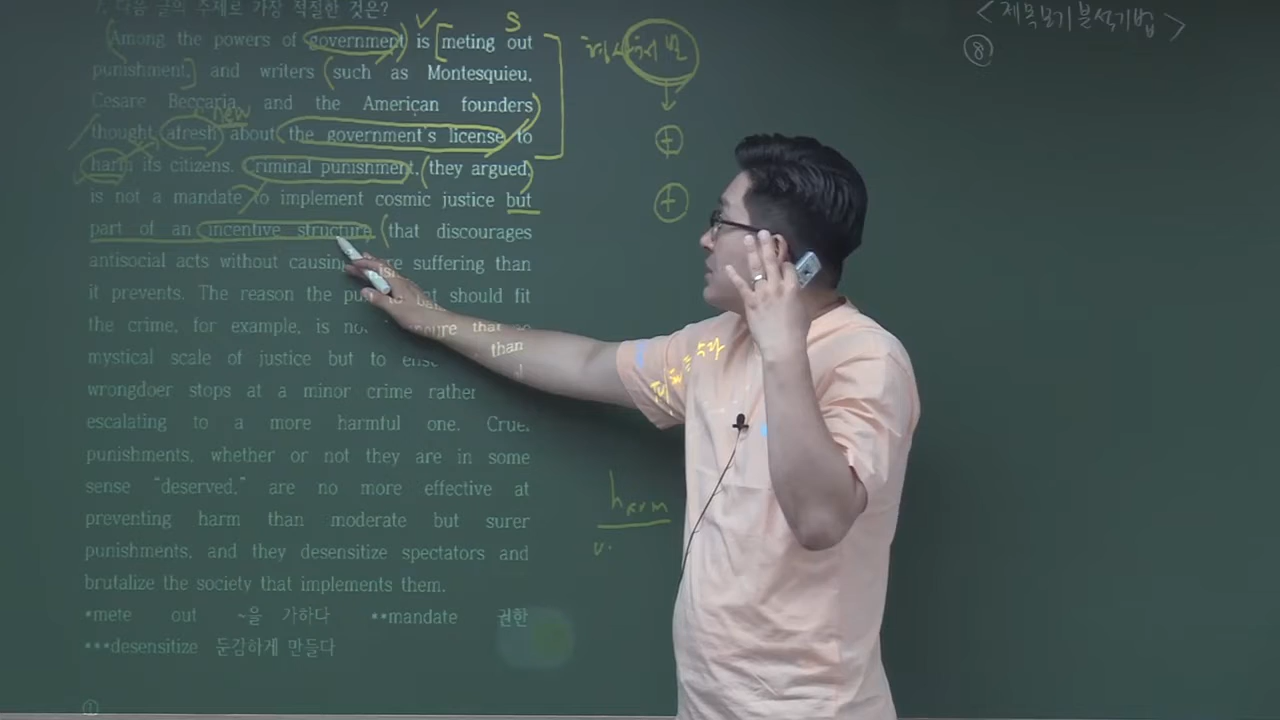 7. 다음 글의 주제로 가장 적절한 것은?
Among the powers of government is meting out
punishment, and writers such as Montesquieu,
Cesare Beccaria, and the American founders
thought afresh about the government's license to
harm its citizens. Criminal punishment, they argued,
is not a mandate to implement cosmic justice but
part of an incentive structure that discourages
antisocial acts without causing suffering than
it prevents. The reason the should fit
the crime, for example, is
mystical scale of justice but to
wrongdoer stops at a minor crime rather than
escalating to a more harmful one.
punishments, whether or not they are in some
sense "deserved," are no more effective at
preventing harm than moderate but surer
punishments, and they desensitize spectators and
brutalize the society that implements them.
*mete out ~을 가하다 **mandate 권한
***desensitize 둔감하게 만들다
①
V
S
new
형사처벌
+
+
harm
v.
<제목보기분석기법>
⑧